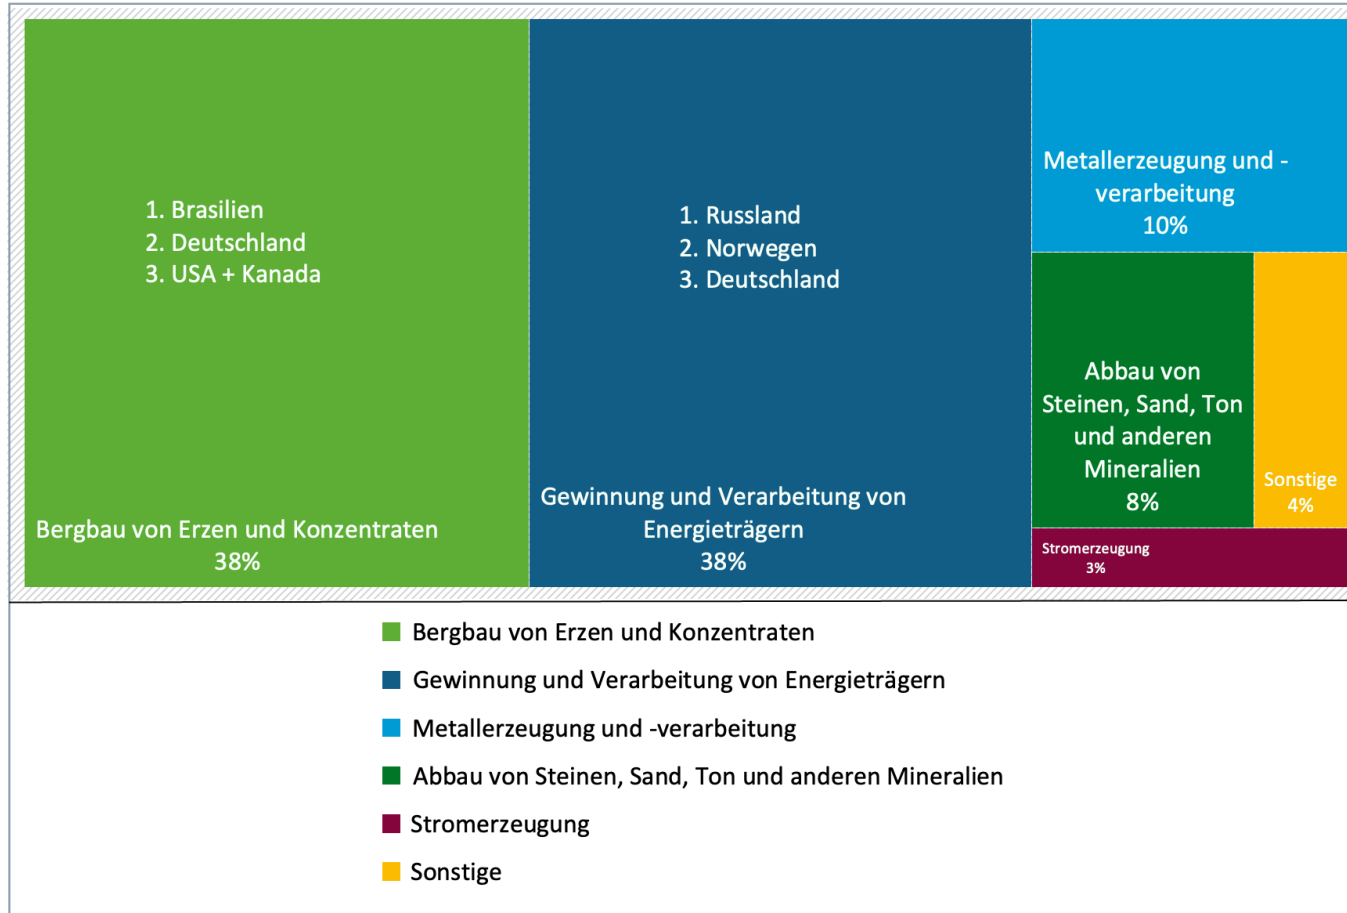 1. Brasilien
2. Deutschland
3. USA + Kanada
Bergbau von Erzen und Konzentraten
38%
1. Russland
2. Norwegen
3. Deutschland
Gewinnung und Verarbeitung von
Energieträgern
38%
Metallerzeugung und -
verarbeitung
10%
Abbau von
Steinen, Sand, Ton
und anderen
Mineralien
8%
Sonstige
4%
Stromerzeugung
3%
Bergbau von Erzen und Konzentraten
Gewinnung und Verarbeitung von Energieträgern
Metallerzeugung und -verarbeitung
Abbau von Steinen, Sand, Ton und anderen Mineralien
Stromerzeugung
Sonstige